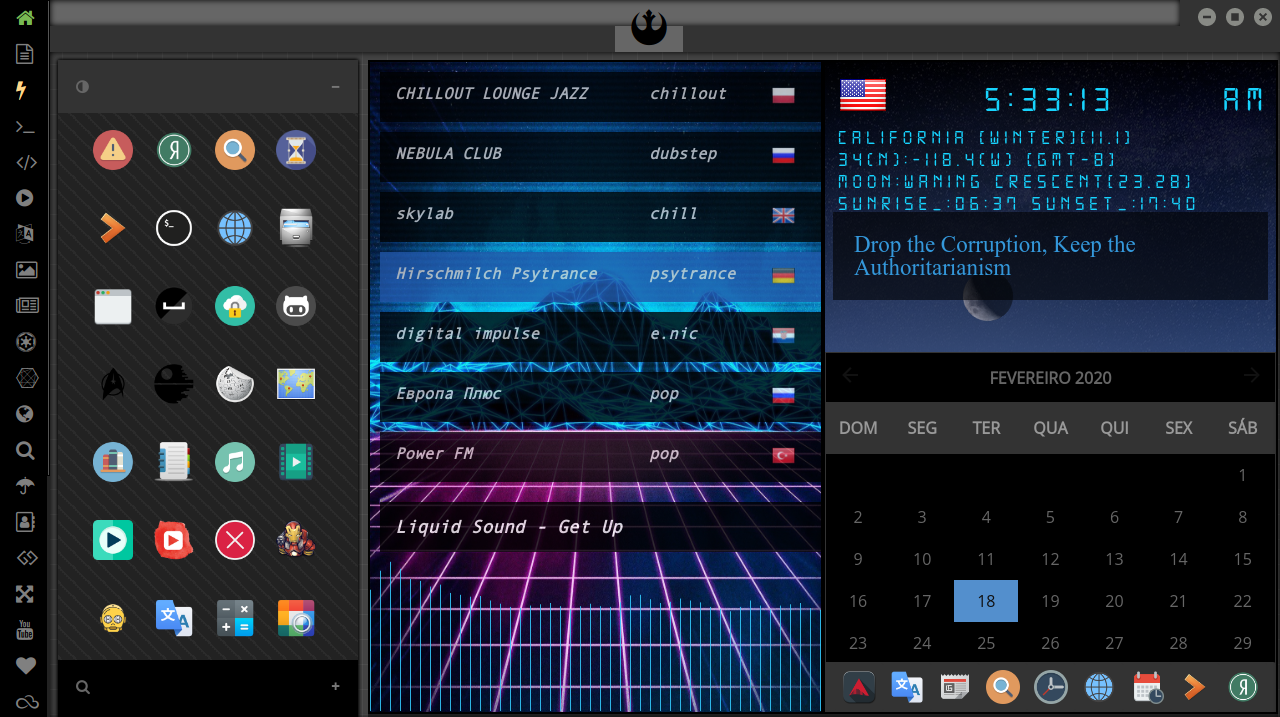 CHILLOUT LOUNGE JAZZ chillout
NEBULA CLUB dubstep
skylab chill
Hirschmilch Psytrance psytrance
digital impulse e.nic
Европа Плюс pop
Power FM pop
Liquid Sound - Get Up
5:33:13 AM
CALIFORNIA (WINTER)(11.1)
34(N):-118.4(W) (GMT-8)
MOON:WANING CRESCENT(23.28)
SUNRISE_:06:37 SUNSET_:17:40
Drop the Corruption, Keep the
Authoritarianism
FEVEREIRO 2020
DOM SEG TER QUA QUI SEX SÁB
1
2 3 4 5 6 7 8
9 10 11 12 13 14 15
16 17 18 19 20 21 22
23 24 25 26 27 28 29
You
Tube